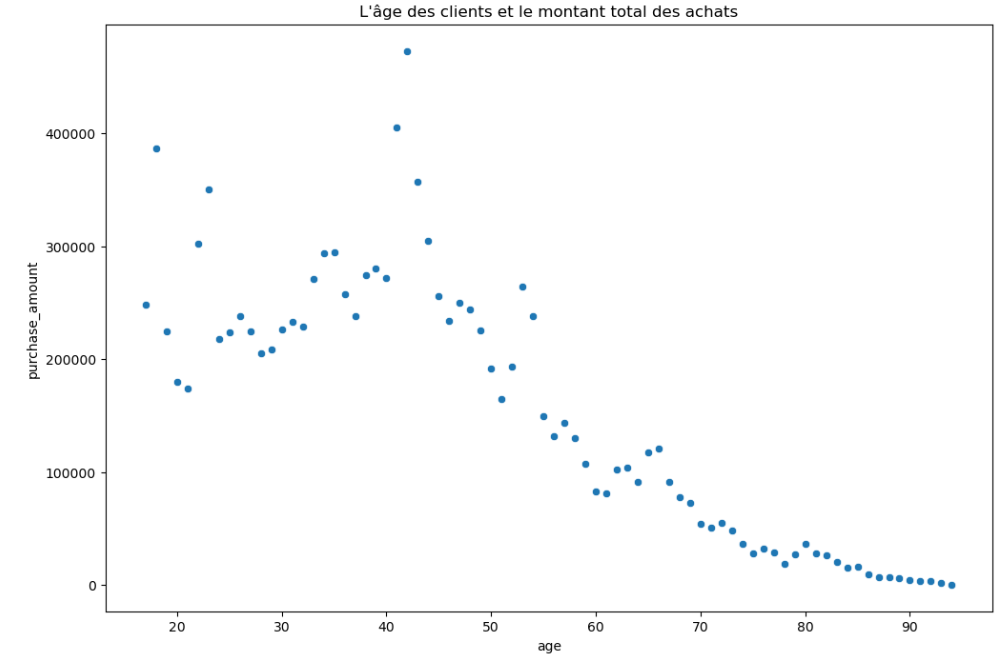 L'âge des clients et le montant total des achats
400000
300000
200000
100000
0
purchase_amount
20 30 40 50 60 70 80 90
age